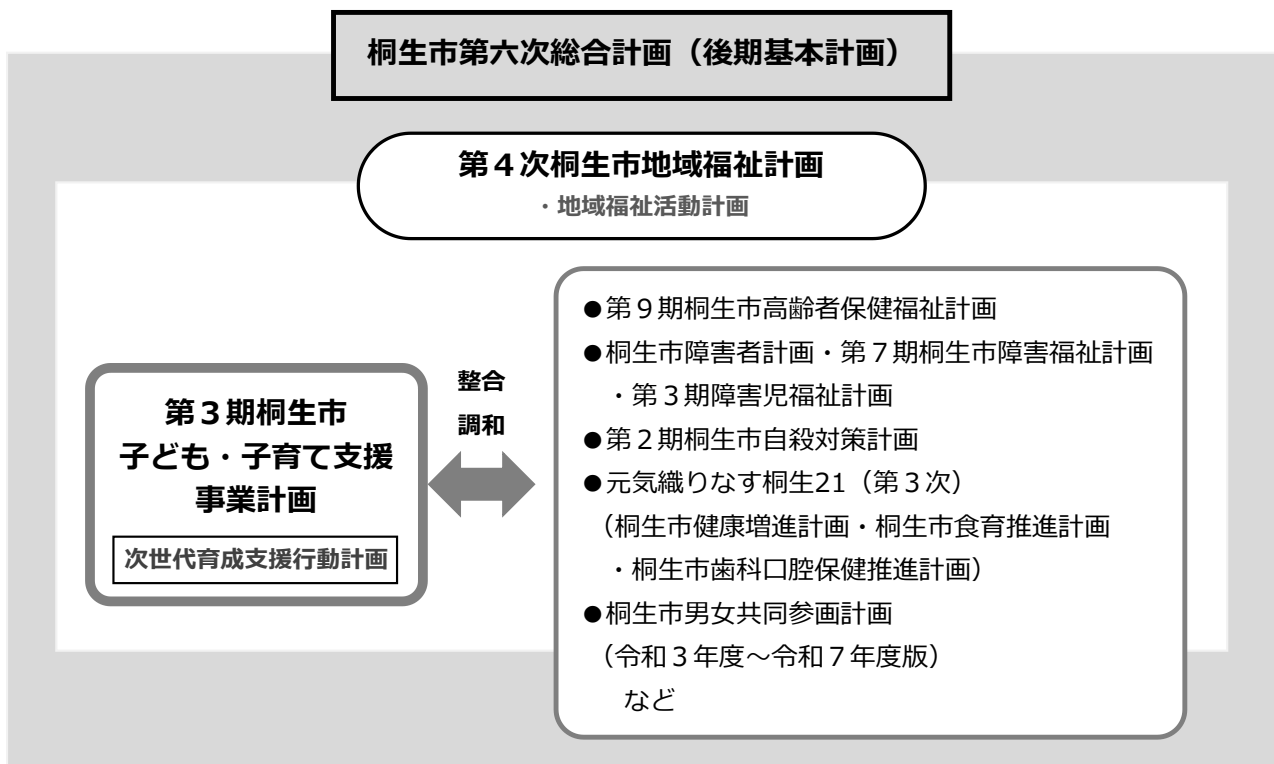 桐生市第六次総合計画（後期基本計画）
第４次桐生市地域福祉計画
・地域福祉活動計画
第３期桐生市
子ども・子育て支援
事業計画
次世代育成支援行動計画
整合
調和
●第９期桐生市高齢者保健福祉計画
●桐生市障害者計画・第７期桐生市障害福祉計画
・第３期障害児福祉計画
●第２期桐生市自殺対策計画
●元気織りなす桐生21（第３次）
（桐生市健康増進計画・桐生市食育推進計画
・桐生市歯科口腔保健推進計画）
●桐生市男女共同参画計画
（令和３年度～令和７年度版）
など